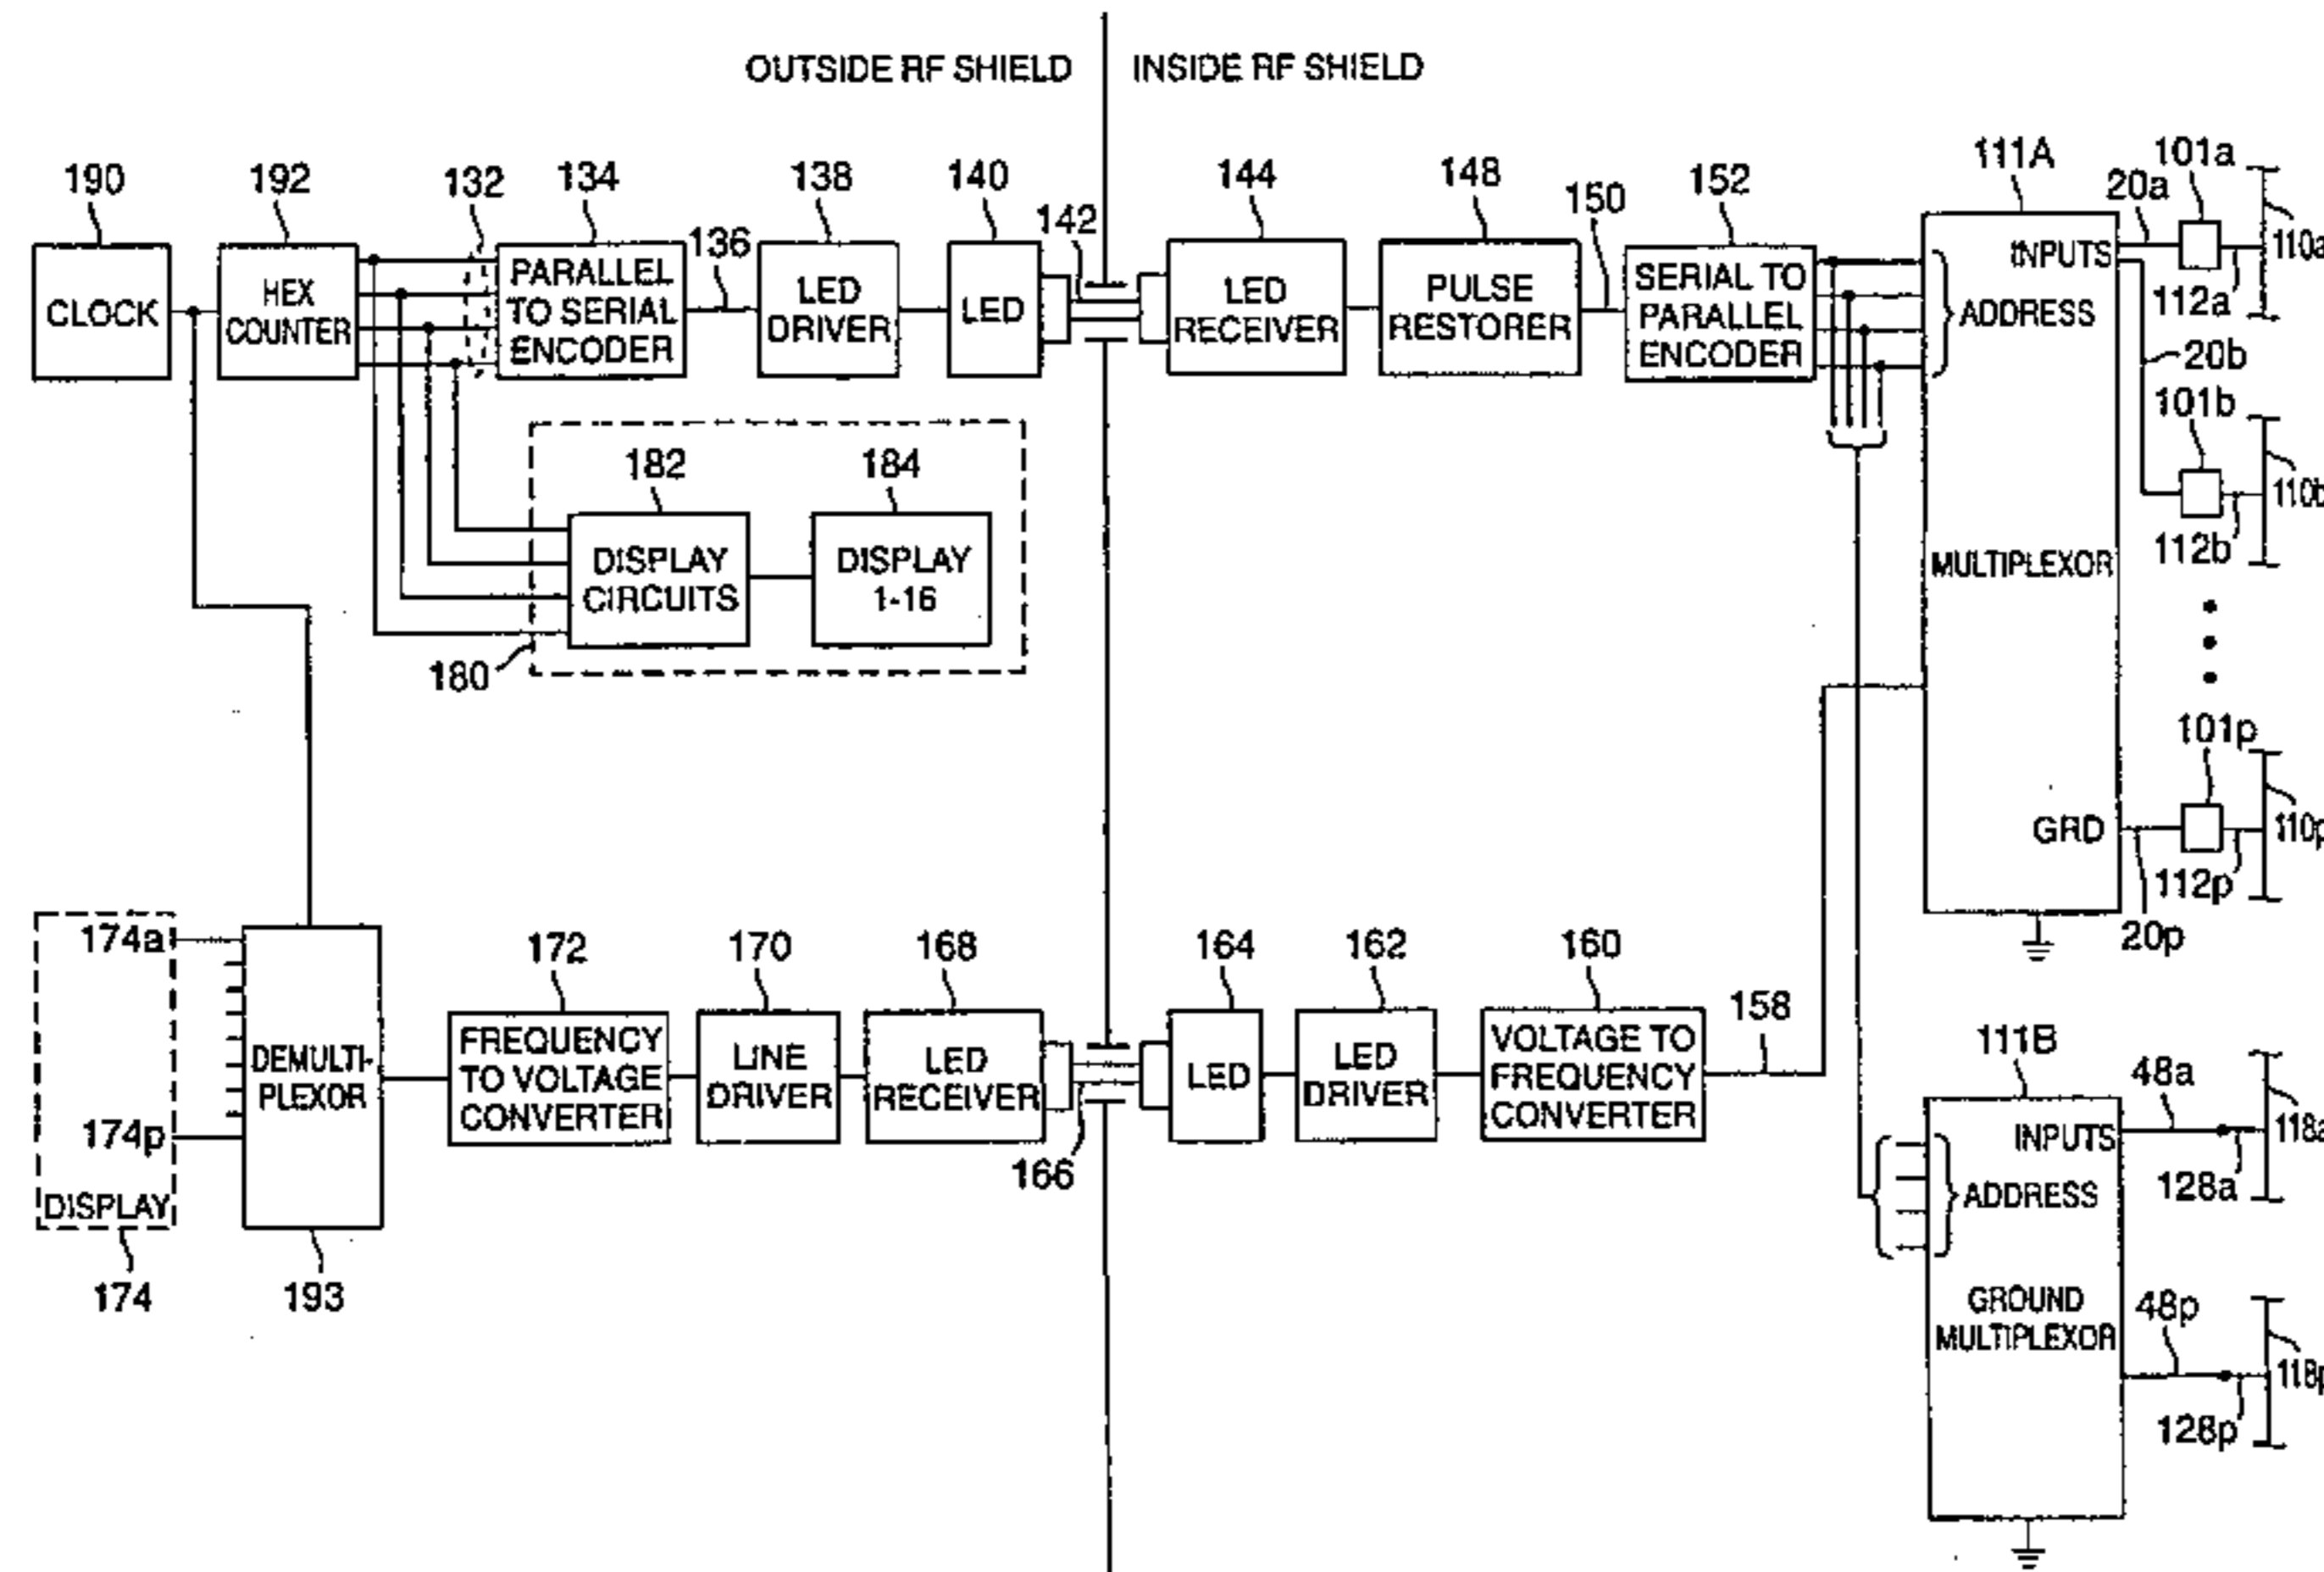 OUTSIDE RF SHIELD
INSIDE RF SHIELD
190
192
132
134
138
140
142
144
148
150
152
111A
101a
20a
110a
112a
136
CLOCK
HEX
COUNTER
PARALLEL
TO SERIAL
ENCODER
LED
DRIVER
LED
LED
RECEIVER
PULSE
RESTORER
SERIAL TO
PARALLEL
ENCODER
INPUTS
ADDRESS
20b
101b
110b
112b
MULTIPLEXOR
182
184
DISPLAY
CIRCUITS
DISPLAY
1-16
180
101p
110p
GRD
112p
20p
174a
174p
DISPLAY
174
DEMULTI-
PLEXOR
193
172
FREQUENCY
TO VOLTAGE
CONVERTER
170
LINE
DRIVER
168
LED
RECEIVER
166
164
LED
162
LED
DRIVER
160
VOLTAGE TO
FREQUENCY
CONVERTER
158
111B
INPUTS
ADDRESS
GROUND
MULTIPLEXOR
48a
118a
128a
48p
118p
128p